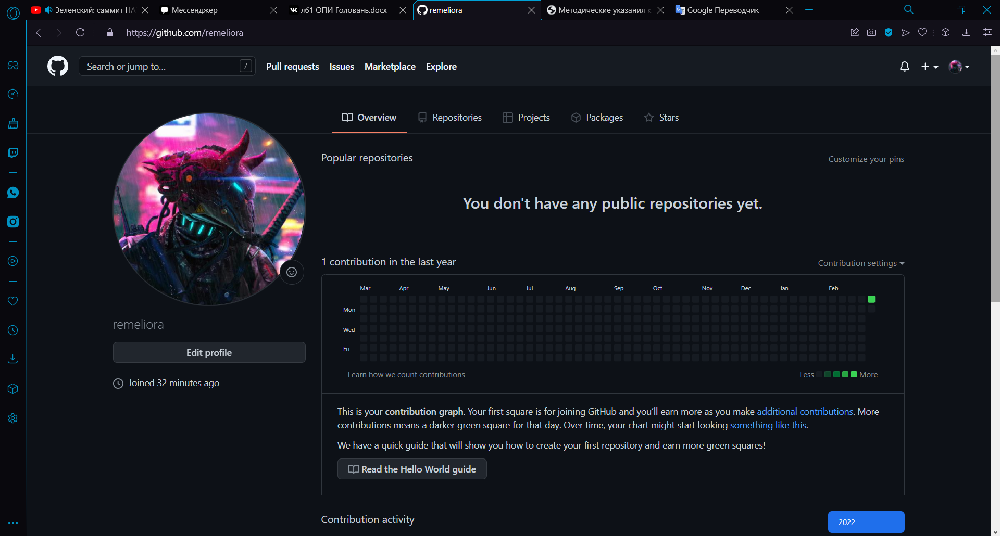 Зеленский: саммит НА
Мессенджер
лб1 ОПИ Головань.docx
remeliora
Методические указания к
Google Переводчик
https://github.com/remeliora
Search or jump to...
/
Pull requests
Issues
Marketplace
Explore
Overview
Repositories
Projects
Packages
Stars
Popular repositories
Customize your pins
You don't have any public repositories yet.
1 contribution in the last year
Contribution settings
Mar Apr May Jun Jul Aug Sep Oct Nov Dec Jan Feb
Mon
Wed
Fri
Learn how we count contributions
Less
More
remeliora
Edit profile
Joined 32 minutes ago
This is your contribution graph. Your first square is for joining GitHub and you'll earn more as you make additional contributions. More
contributions means a darker green square for that day. Over time, your chart might start looking something like this.
We have a quick guide that will show you how to create your first repository and earn more green squares!
Read the Hello World guide
Contribution activity
2022